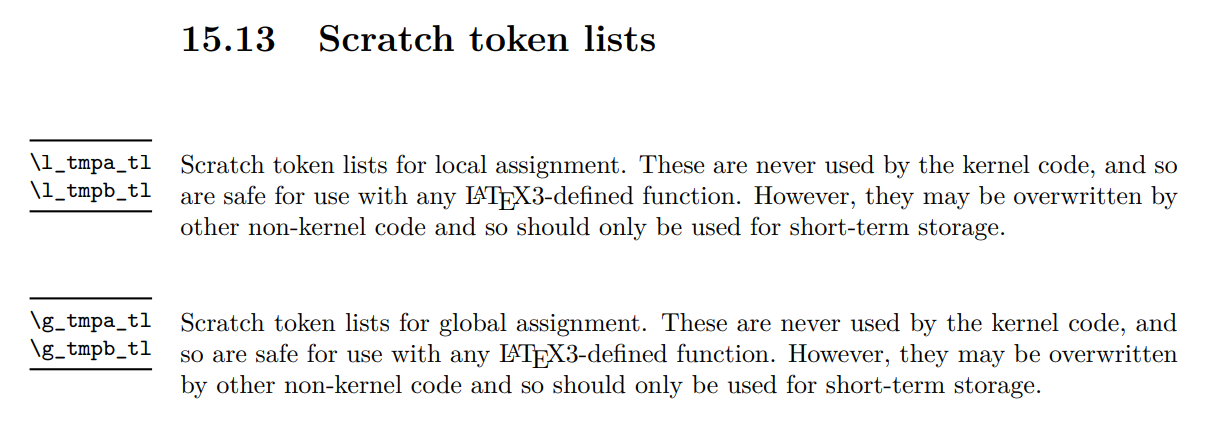 15.13 Scratch token lists
\l_tmpa_tl
\l_tmpb_tl
Scratch token lists for local assignment. These are never used by the kernel code, and so
are safe for use with any LATEX3-defined function. However, they may be overwritten by
other non-kernel code and so should only be used for short-term storage.
\g_tmpa_tl
\g_tmpb_tl
Scratch token lists for global assignment. These are never used by the kernel code, and
so are safe for use with any LATEX3-defined function. However, they may be overwritten
by other non-kernel code and so should only be used for short-term storage.